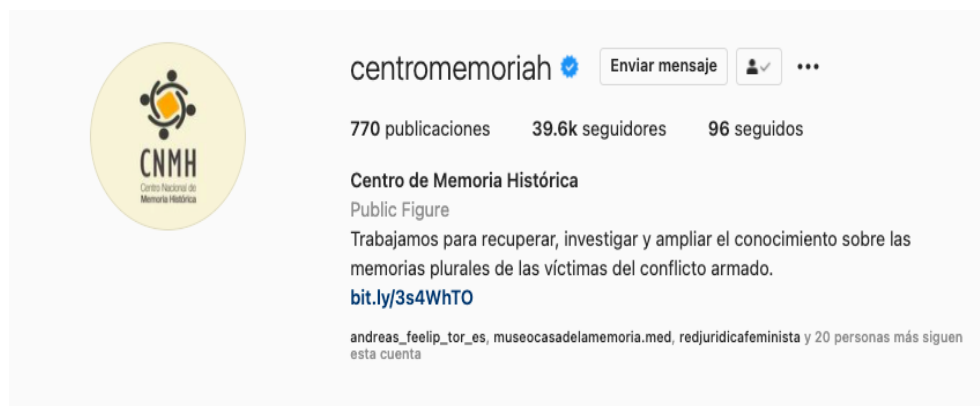 centromemoriah Enviar mensaje
770 publicaciones 39.6k seguidores 96 seguidos
CNMH
Centro Nacional de
Memoria Histórica
Centro de Memoria Histórica
Public Figure
Trabajamos para recuperar, investigar y ampliar el conocimiento sobre las
memorias plurales de las víctimas del conflicto armado.
bit.ly/3s4WhTO
andreas_feelip_tor_es, museocasadelamemoria.med, redjuridicafeminista y 20 personas más siguen
esta cuenta